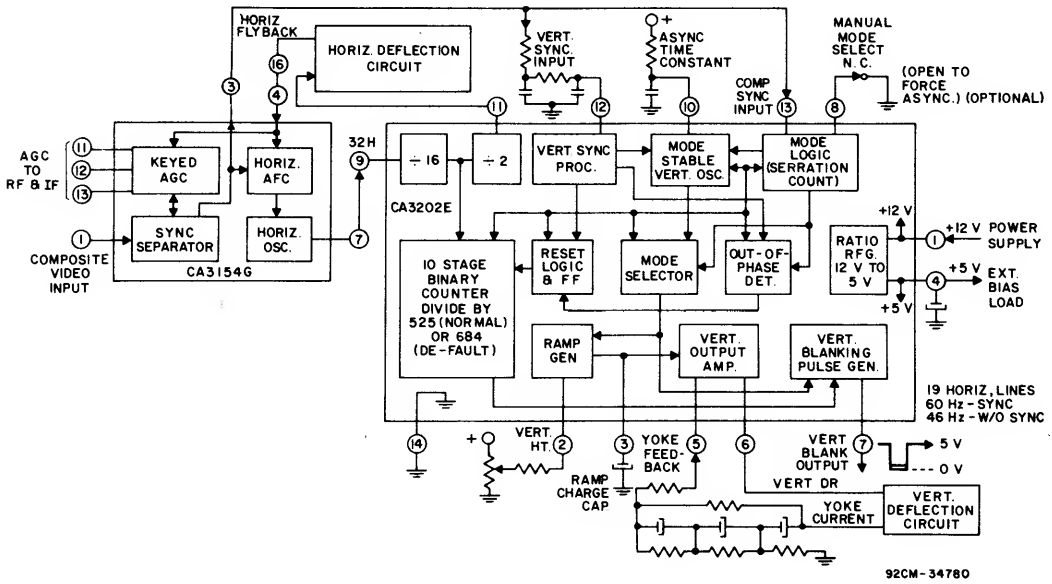 HORIZ
FLYBACK
HORIZ. DEFLECTION
CIRCUIT
VERT.
SYNC.
INPUT
+
ASYNC
TIME
CONSTANT
COMP
SYNC
INPUT
MANUAL
MODE
SELECT
N.C.
(OPEN TO
FORCE
ASYNC.) (OPTIONAL)
3
16
4
11
12
10
13
8
AGC
TO
RF & IF
11
12
13
KEYED
AGC
HORIZ.
AFC
SYNC
SEPARATOR
HORIZ.
OSC.
1
COMPOSITE
VIDEO
INPUT
CA3154G
7
32H
9
÷ 16
÷ 2
CA3202E
VERT SYNC
PROC.
MODE
STABLE
VERT. OSC.
MODE
LOGIC
(SERRATION
COUNT)
10 STAGE
BINARY
COUNTER
DIVIDE BY
525 (NORMAL)
OR 684
(DE-FAULT)
RESET
LOGIC
& FF
MODE
SELECTOR
OUT-OF-
PHASE
DET.
RATIO
RFG.
12 V TO
5 V
+12 V
1
+12 V POWER
SUPPLY
+5 V
4
+5 V
EXT.
BIAS
LOAD
RAMP
GEN
VERT.
OUTPUT
AMP.
VERT.
BLANKING
PULSE GEN.
19 HORIZ, LINES
60 Hz-SYNC
46 Hz-W/O SYNC
14
+
VERT.
HT.
2
3
RAMP
CHARGE
CAP
YOKE
FEED-
BACK
5
6
VERT DR
YOKE
CURRENT
7
VERT
BLANK
OUTPUT
5 V
0 V
VERT.
DEFLECTION
CIRCUIT
92CM-34780